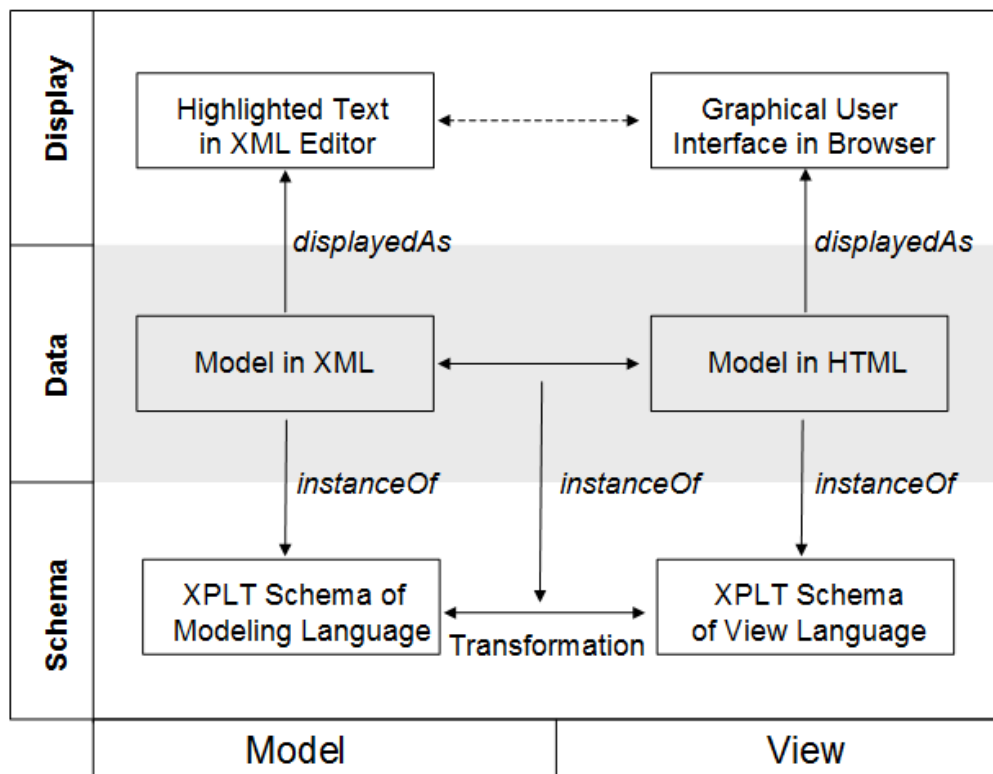 Display
Highlighted Text
in XML Editor
Graphical User
Interface in Browser
displayedAs
displayedAs
Data
Model in XML
Model in HTML
instanceOf
instanceOf
instanceOf
Schema
XPLT Schema of
Modeling Language
Transformation
XPLT Schema
of View Language
Model
View